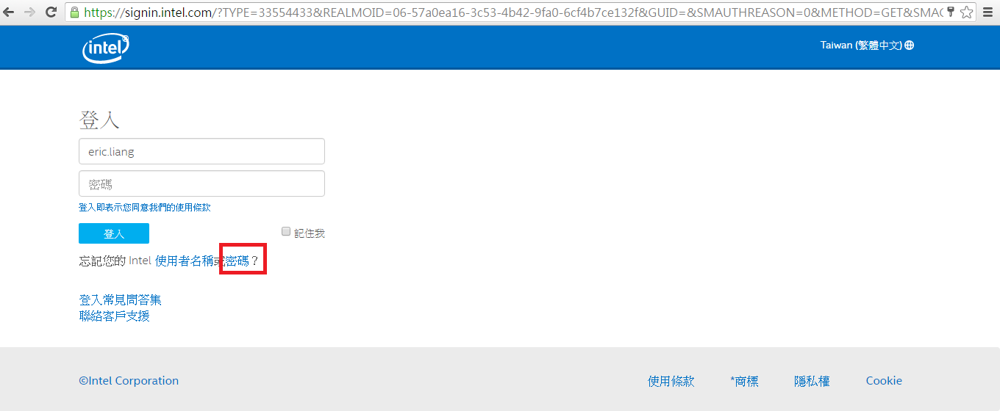 https://signin.intel.com/?TYPE=33554433&REALMOID=06-57a0ea16-3c53-4b42-9fa0-6cf4b7ce132f&GUID=&SMAUTHREASON=0&METHOD=GET&SMAG
intel
Taiwan (繁體中文)
登入
eric.liang
密碼
登入即表示您同意我們的使用條款
登入
記住我
忘記您的 Intel 使用者名稱或密碼？
登入常見問答集
聯絡客戶支援
©Intel Corporation
使用條款
*商標
隱私權
Cookie